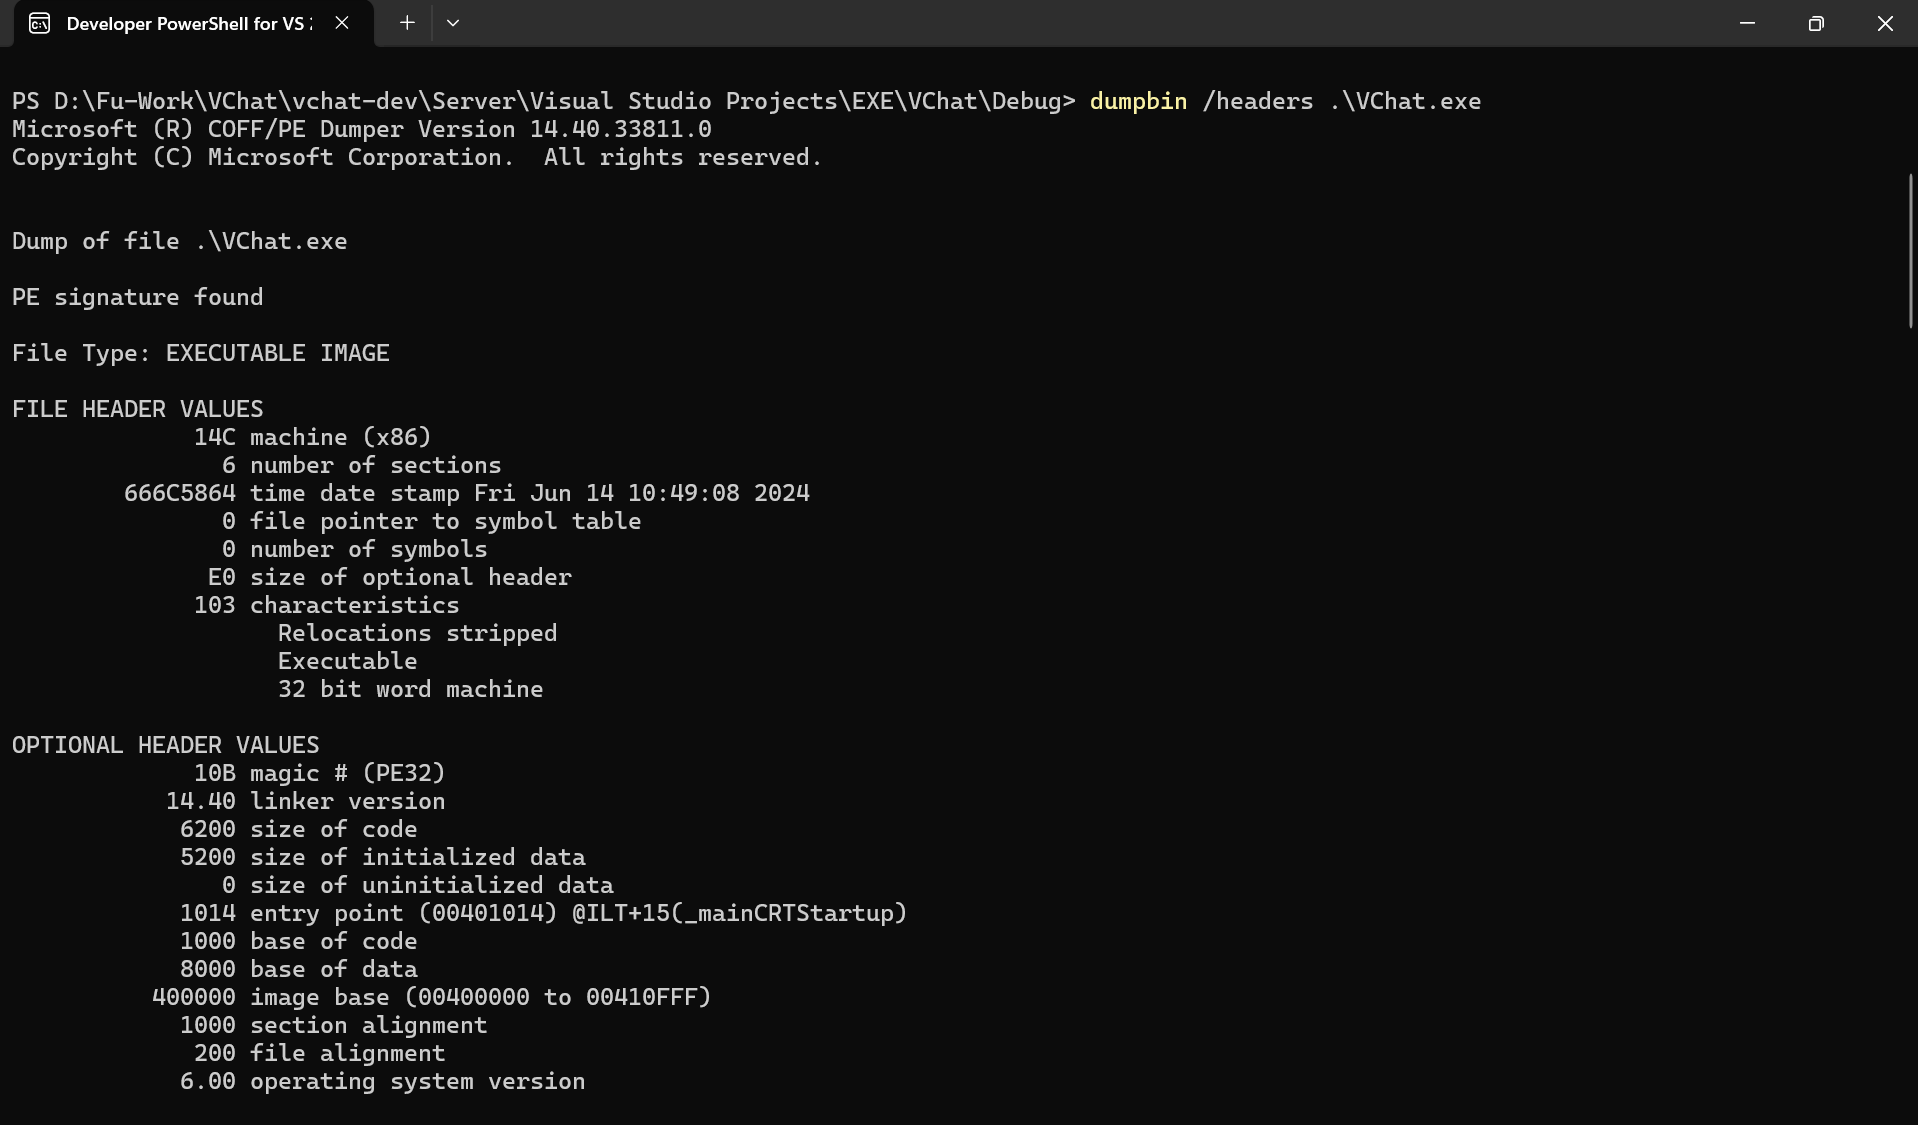 Developer PowerShell for VS
PS D:\Fu-Work\VChat\vchat-dev\Server\Visual Studio Projects\EXE\VChat\Debug> dumpbin /headers .\VChat.exe
Microsoft (R) COFF/PE Dumper Version 14.40.33811.0
Copyright (C) Microsoft Corporation.  All rights reserved.
Dump of file .\VChat.exe
PE signature found
File Type: EXECUTABLE IMAGE
FILE HEADER VALUES
14C machine (x86)
6 number of sections
666C5864 time date stamp Fri Jun 14 10:49:08 2024
0 file pointer to symbol table
0 number of symbols
E0 size of optional header
103 characteristics
Relocations stripped
Executable
32 bit word machine
OPTIONAL HEADER VALUES
10B magic # (PE32)
14.40 linker version
6200 size of code
5200 size of initialized data
0 size of uninitialized data
1014 entry point (00401014) @ILT+15(_mainCRTStartup)
1000 base of code
8000 base of data
400000 image base (00400000 to 00410FFF)
1000 section alignment
200 file alignment
6.00 operating system version